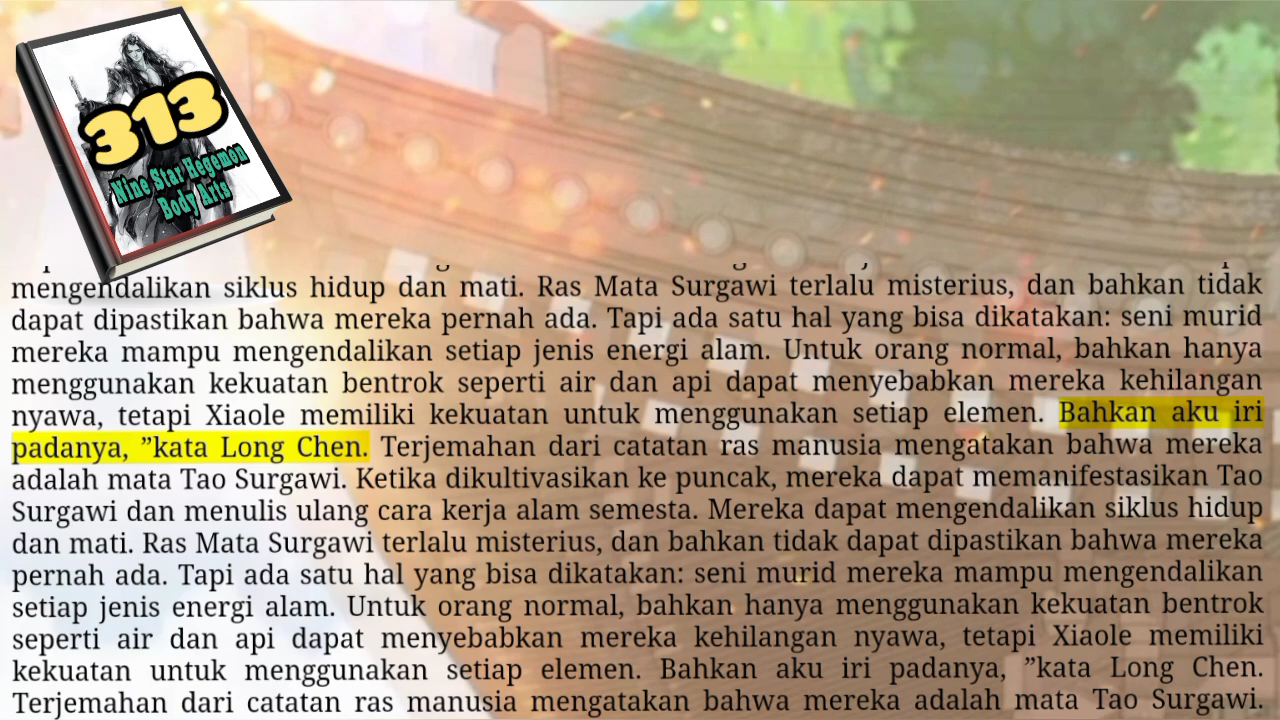 313
Nine Star Hegemon
Body Arts
mengendalikan siklus hidup dan mati. Ras Mata Surgawi terlalu misterius, dan bahkan tidak
dapat dipastikan bahwa mereka pernah ada. Tapi ada satu hal yang bisa dikatakan: seni murid
mereka mampu mengendalikan setiap jenis energi alam. Untuk orang normal, bahkan hanya
menggunakan kekuatan bentrok seperti air dan api dapat menyebabkan mereka kehilangan
nyawa, tetapi Xiaole memiliki kekuatan untuk menggunakan setiap elemen. Bahkan aku iri
padanya, ”kata Long Chen. Terjemahan dari catatan ras manusia mengatakan bahwa mereka
adalah mata Tao Surgawi. Ketika dikultivasikan ke puncak, mereka dapat memanifestasikan Tao
Surgawi dan menulis ulang cara kerja alam semesta. Mereka dapat mengendalikan siklus hidup
dan mati. Ras Mata Surgawi terlalu misterius, dan bahkan tidak dapat dipastikan bahwa mereka
pernah ada. Tapi ada satu hal yang bisa dikatakan: seni murid mereka mampu mengendalikan
setiap jenis energi alam. Untuk orang normal, bahkan hanya menggunakan kekuatan bentrok
seperti air dan api dapat menyebabkan mereka kehilangan nyawa, tetapi Xiaole memiliki
kekuatan untuk menggunakan setiap elemen. Bahkan aku iri padanya, ”kata Long Chen.
Terjemahan dari catatan ras manusia mengatakan bahwa mereka adalah mata Tao Surgawi.